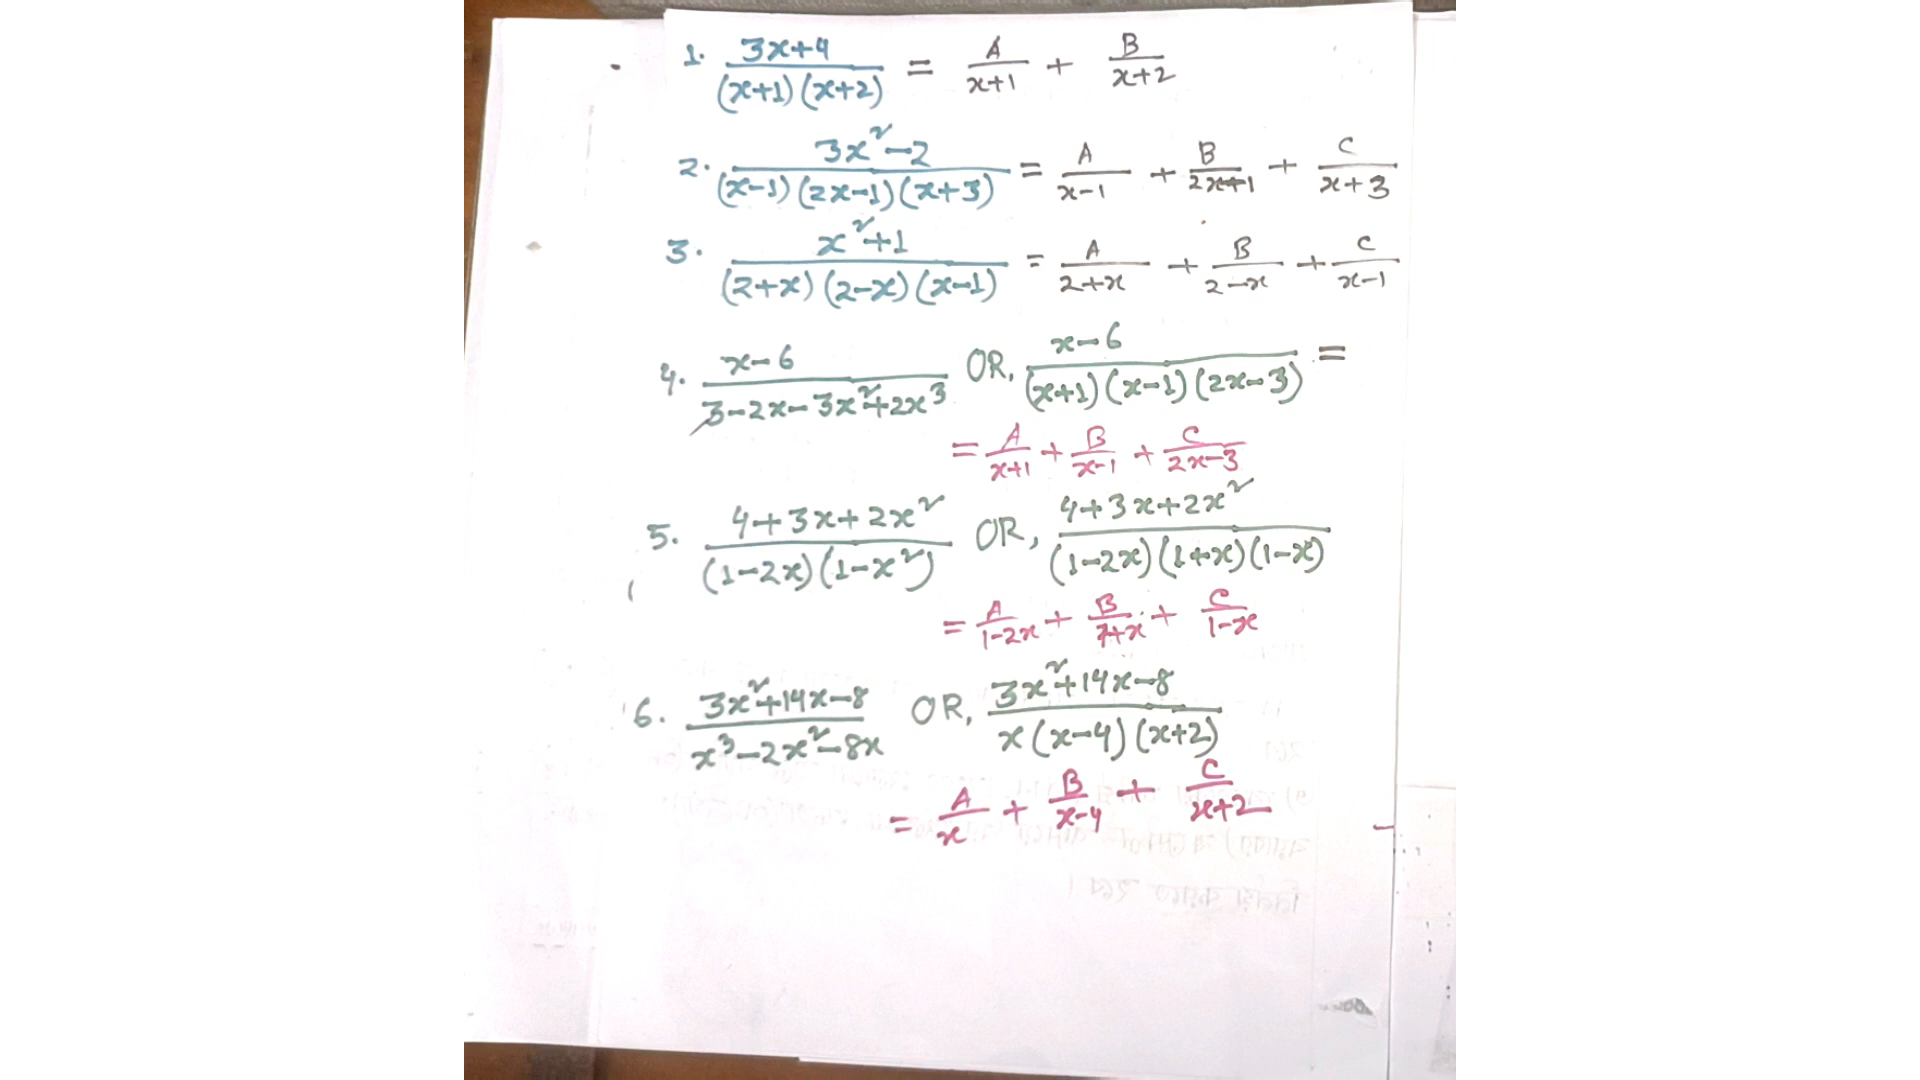 1. (3x+4)/((x+1)(x+2)) = A/(x+1) + B/(x+2)
2. (3x²-2)/((x-1)(2x-1)(x+3)) = A/(x-1) + B/(2x+1) + C/(x+3)
3. (x²+1)/((2+x)(2-x)(x-1)) = A/(2+x) + B/(2-x) + C/(x-1)
4. (x-6)/(3-2x-3x²+2x³) OR, (x-6)/((x+1)(x-1)(2x-3)) =
= A/(x+1) + B/(x-1) + C/(2x-3)
5. (4+3x+2x²)/((1-2x)(1-x²)) OR, (4+3x+2x²)/((1-2x)(1+x)(1-x))
= A/(1-2x) + B/(1+x) + C/(1-x)
6. (3x²+14x-8)/(x³-2x²-8x) OR, (3x²+14x-8)/(x(x-4)(x+2))
= A/x + B/(x-4) + C/(x+2)